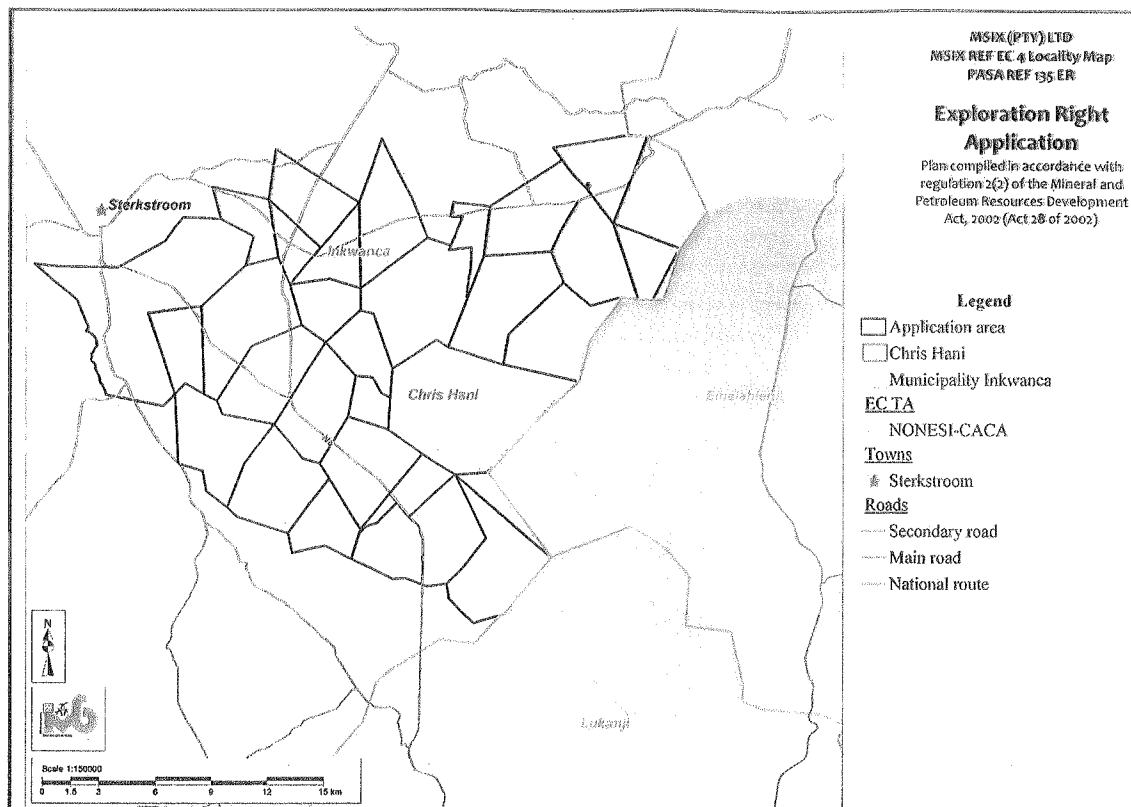 MSIX (PTY) LTD
MSIX REF EC 4 Locality Map
PASA REF 135 ER
Exploration Right
Application
Plan compiled in accordance with
regulation 2(2) of the Mineral and
Petroleum Resources Development
Act, 2002 (Act 28 of 2002)
Sterkstroom
Inkwanca
Chris Hani
N6
Lukanji
Legend
Application area
Chris Hani
Municipality Inkwanca
EC TA
NONESI-CACA
Towns
Sterkstroom
Roads
Secondary road
Main road
National route
N
Scale 1:150000
0 1.5 3 6 9 12 15 km